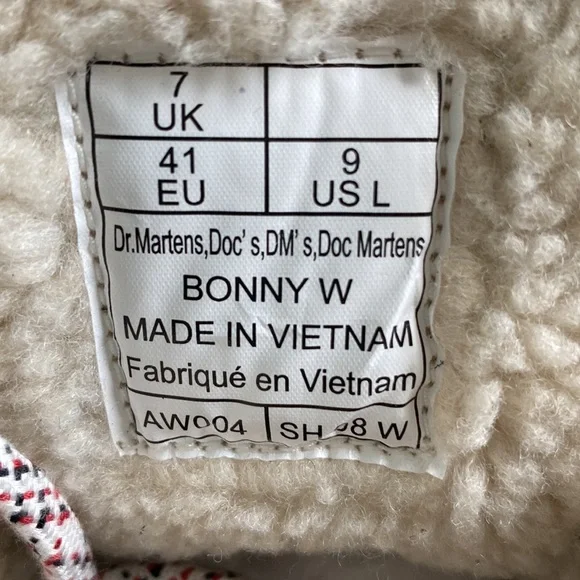 7
UK
41
EU
9
US L
Dr.Martens,Doc's,DM's,Doc Martens
BONNY W
MADE IN VIETNAM
Fabriqué en Vietnam
AW004
SH W